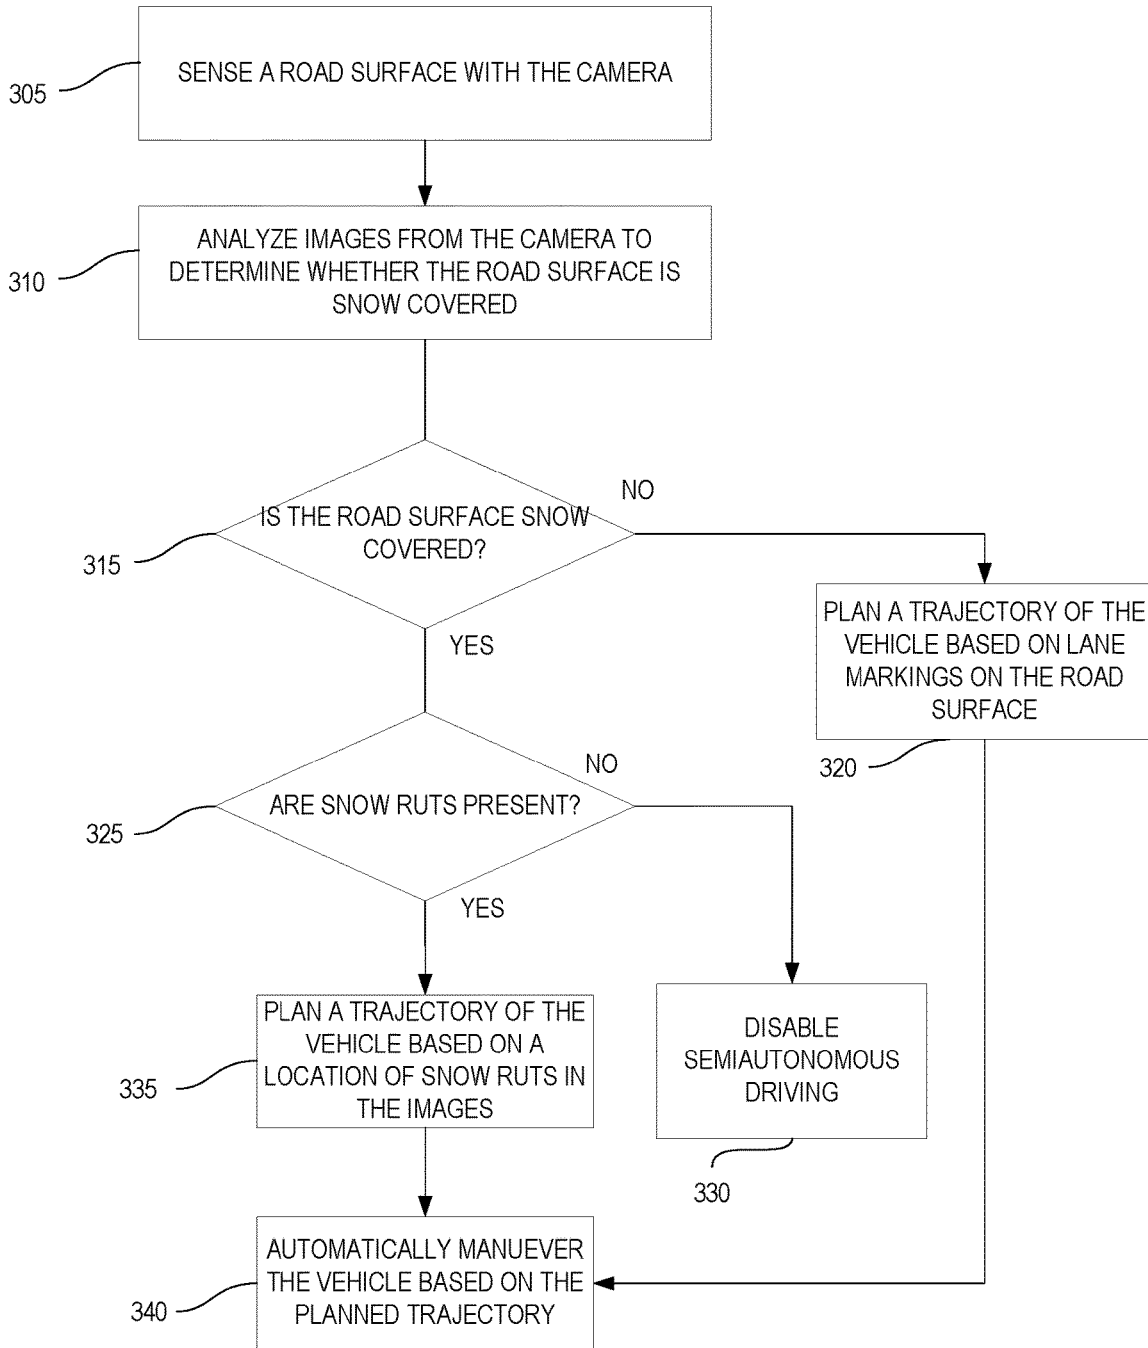 SENSE A ROAD SURFACE WITH THE CAMERA
305
ANALYZE IMAGES FROM THE CAMERA TO
DETERMINE WHETHER THE ROAD SURFACE IS
SNOW COVERED
310
IS THE ROAD SURFACE SNOW
COVERED?
315
NO
YES
PLAN A TRAJECTORY OF THE
VEHICLE BASED ON LANE
MARKINGS ON THE ROAD
SURFACE
320
ARE SNOW RUTS PRESENT?
325
NO
YES
PLAN A TRAJECTORY OF THE
VEHICLE BASED ON A
LOCATION OF SNOW RUTS IN
THE IMAGES
335
DISABLE
SEMIAUTONOMOUS
DRIVING
330
AUTOMATICALLY MANUEVER
THE VEHICLE BASED ON THE
PLANNED TRAJECTORY
340